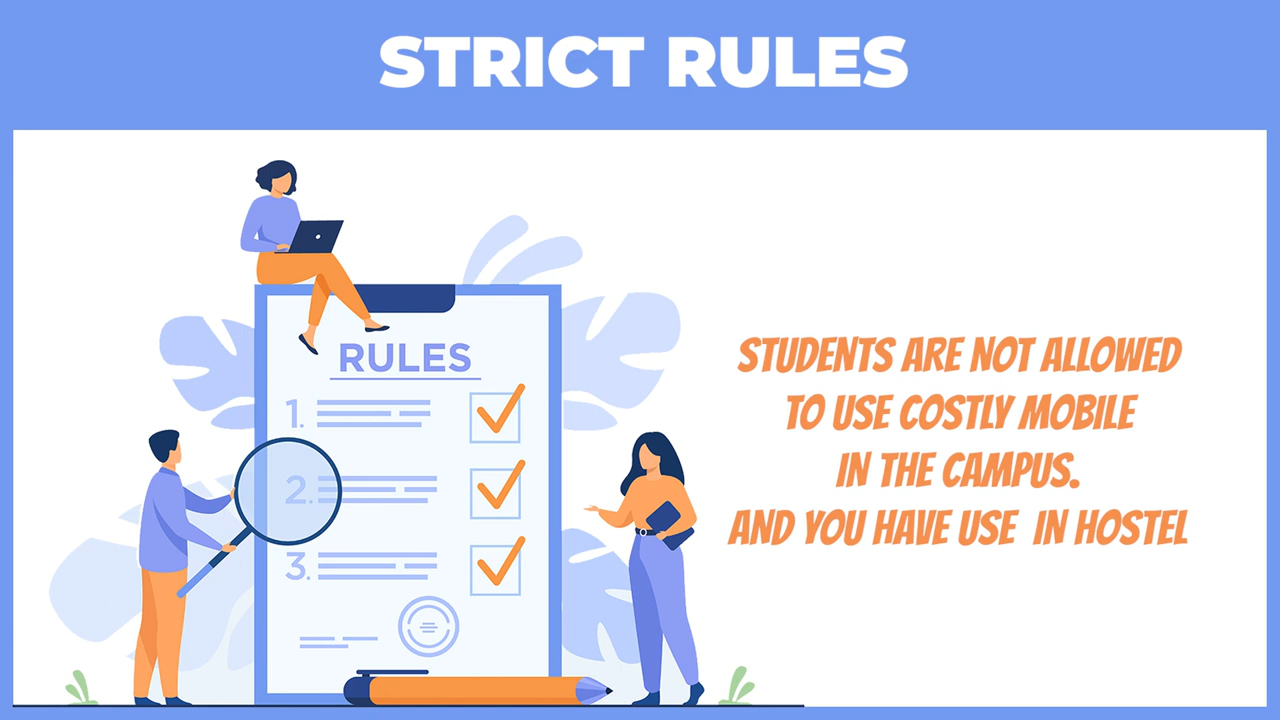 STRICT RULES
RULES
1.
2.
3.
STUDENTS ARE NOT ALLOWED
TO USE COSTLY MOBILE
IN THE CAMPUS.
AND YOU HAVE USE IN HOSTEL